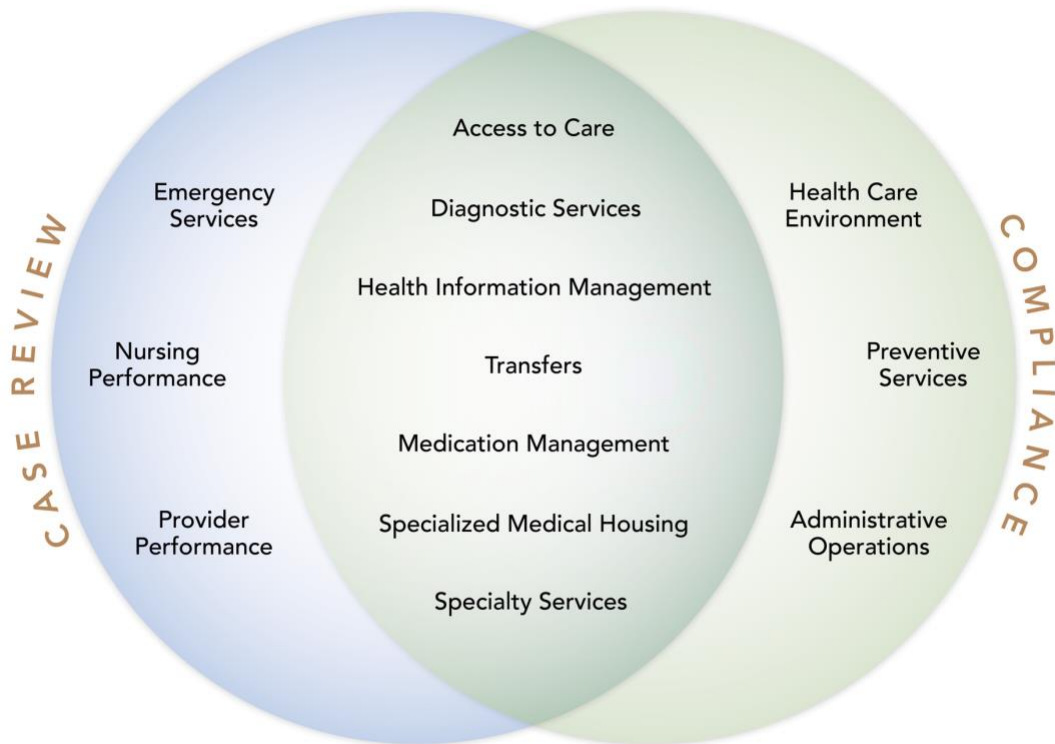 CASE REVIEW
Emergency
Services
Nursing
Performance
Provider
Performance
Access to Care
Diagnostic Services
Health Information Management
Transfers
Medication Management
Specialized Medical Housing
Specialty Services
Health Care
Environment
Preventive
Services
Administrative
Operations
COMPLIANCE